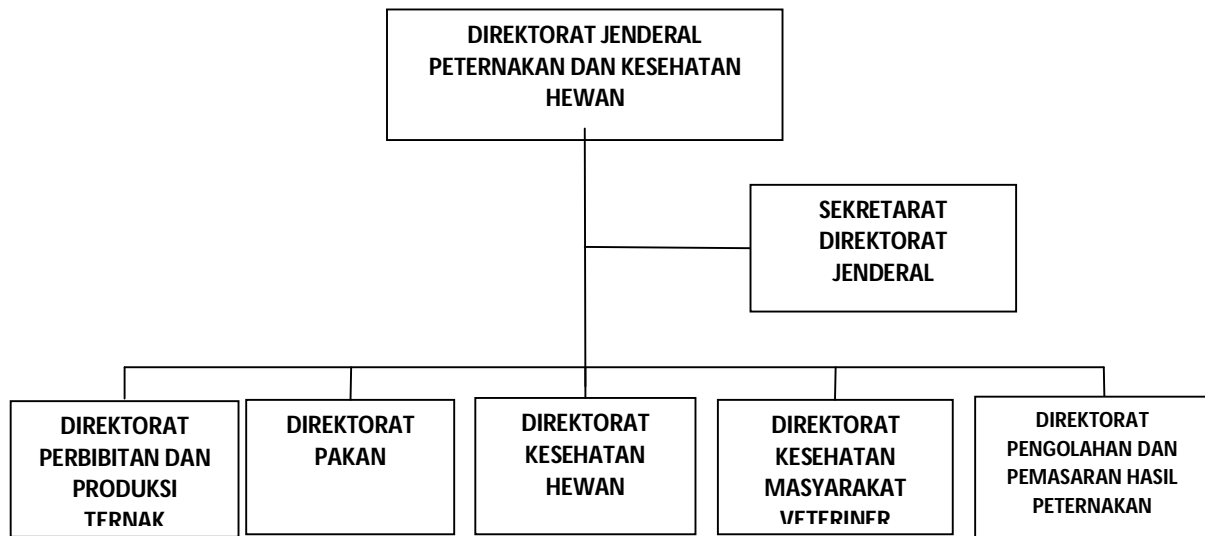 DIREKTORAT JENDERAL
PETERNAKAN DAN KESEHATAN
HEWAN
SEKRETARAT
DIREKTORAT
JENDERAL
DIREKTORAT
PERBIBITAN DAN
PRODUKSI
TERNAK
DIREKTORAT
PAKAN
DIREKTORAT
KESEHATAN
HEWAN
DIREKTORAT
KESEHATAN
MASYARAKAT
VETERINER
DIREKTORAT
PENGOLAHAN DAN
PEMASARAN HASIL
PETERNAKAN